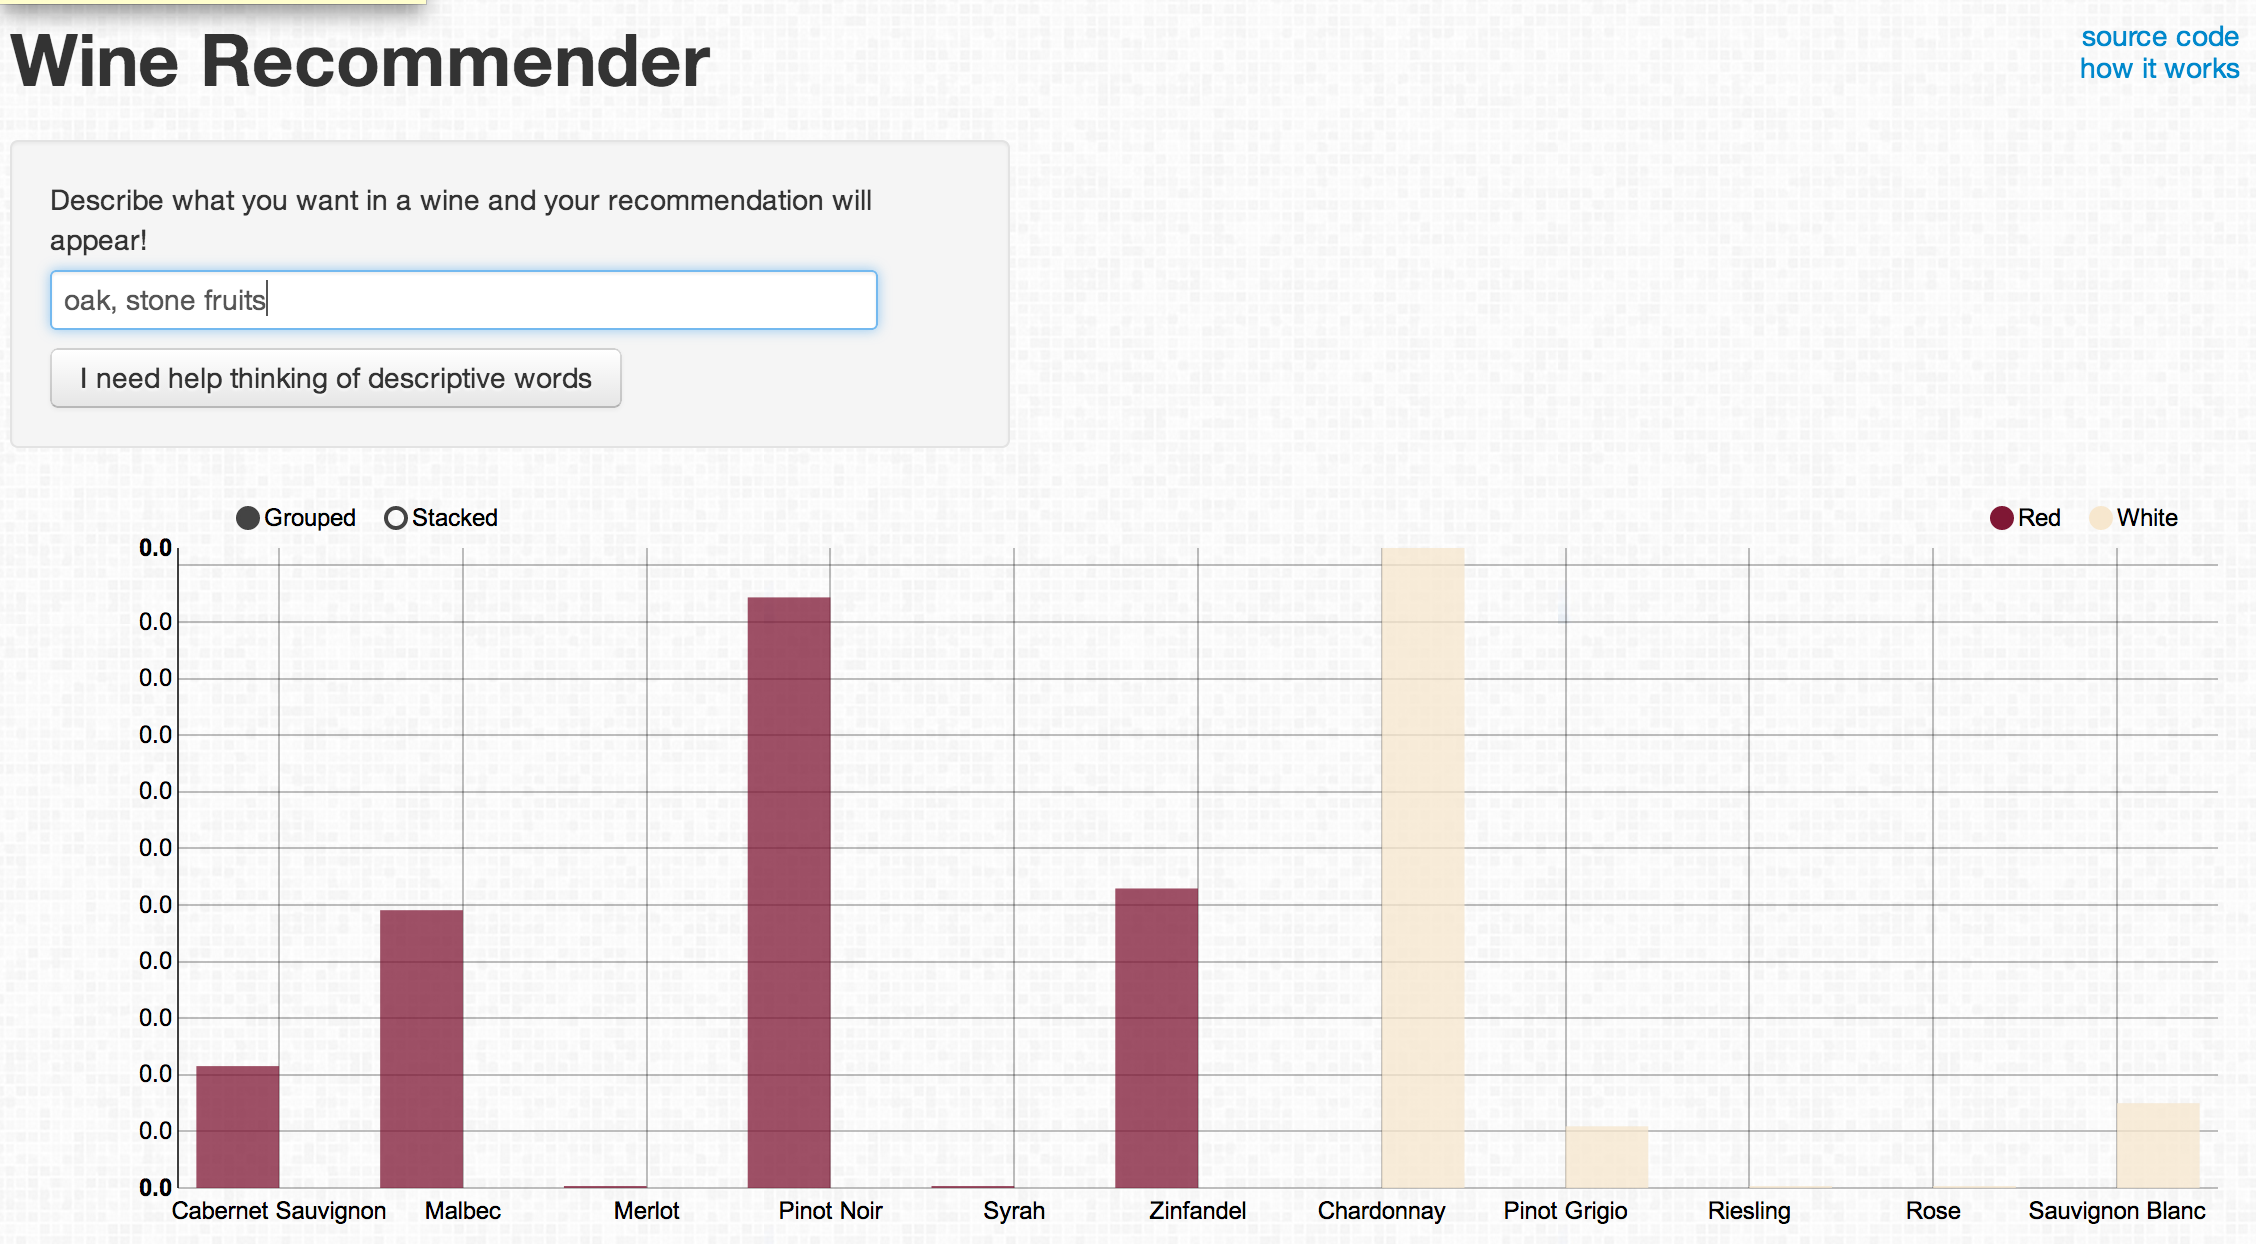 Wine Recommender
source code
how it works
Describe what you want in a wine and your recommendation will
appear!
oak, stone fruits
I need help thinking of descriptive words
Grouped Stacked Red White
0.0
0.0
0.0
0.0
0.0
0.0
0.0
0.0
0.0
0.0
0.0
0.0
Cabernet Sauvignon Malbec Merlot Pinot Noir Syrah Zinfandel Chardonnay Pinot Grigio Riesling Rose Sauvignon Blanc